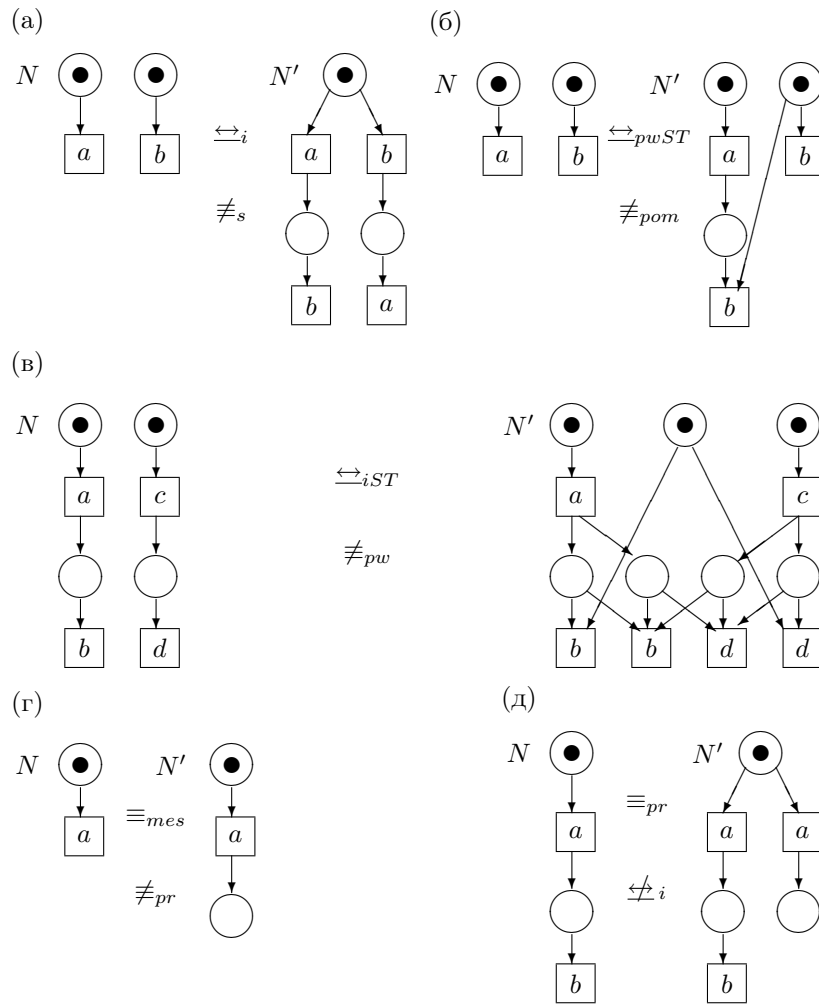 (а)
(б)
N
N′
a
b
↔i
a
b
≢s
b
a
N
N′
a
b
↔pwST
a
b
≢pom
b
(в)
N
N′
a
c
↔iST
a
c
≢pw
b
d
b
b
d
d
(г)
(д)
N
N′
a
≡mes
a
≢pr
N
N′
a
≡pr
a
a
↮i
b
b